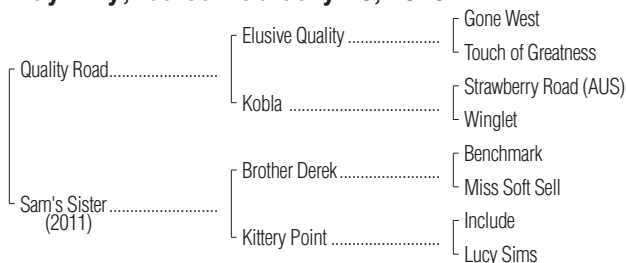 Quality Road
Sam's Sister
(2011)
Elusive Quality
Kobla
Brother Derek
Kittery Point
Gone West
Touch of Greatness
Strawberry Road (AUS)
Winglet
Benchmark
Miss Soft Sell
Include
Lucy Sims